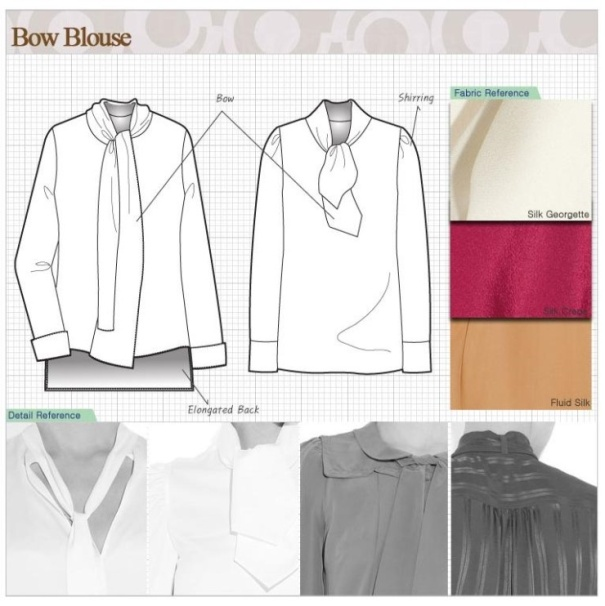 Bow Blouse
Bow
Shirring
Fabric Reference
Silk Georgette
Silk Crepe
Fluid Silk
Elongated Back
Detail Reference